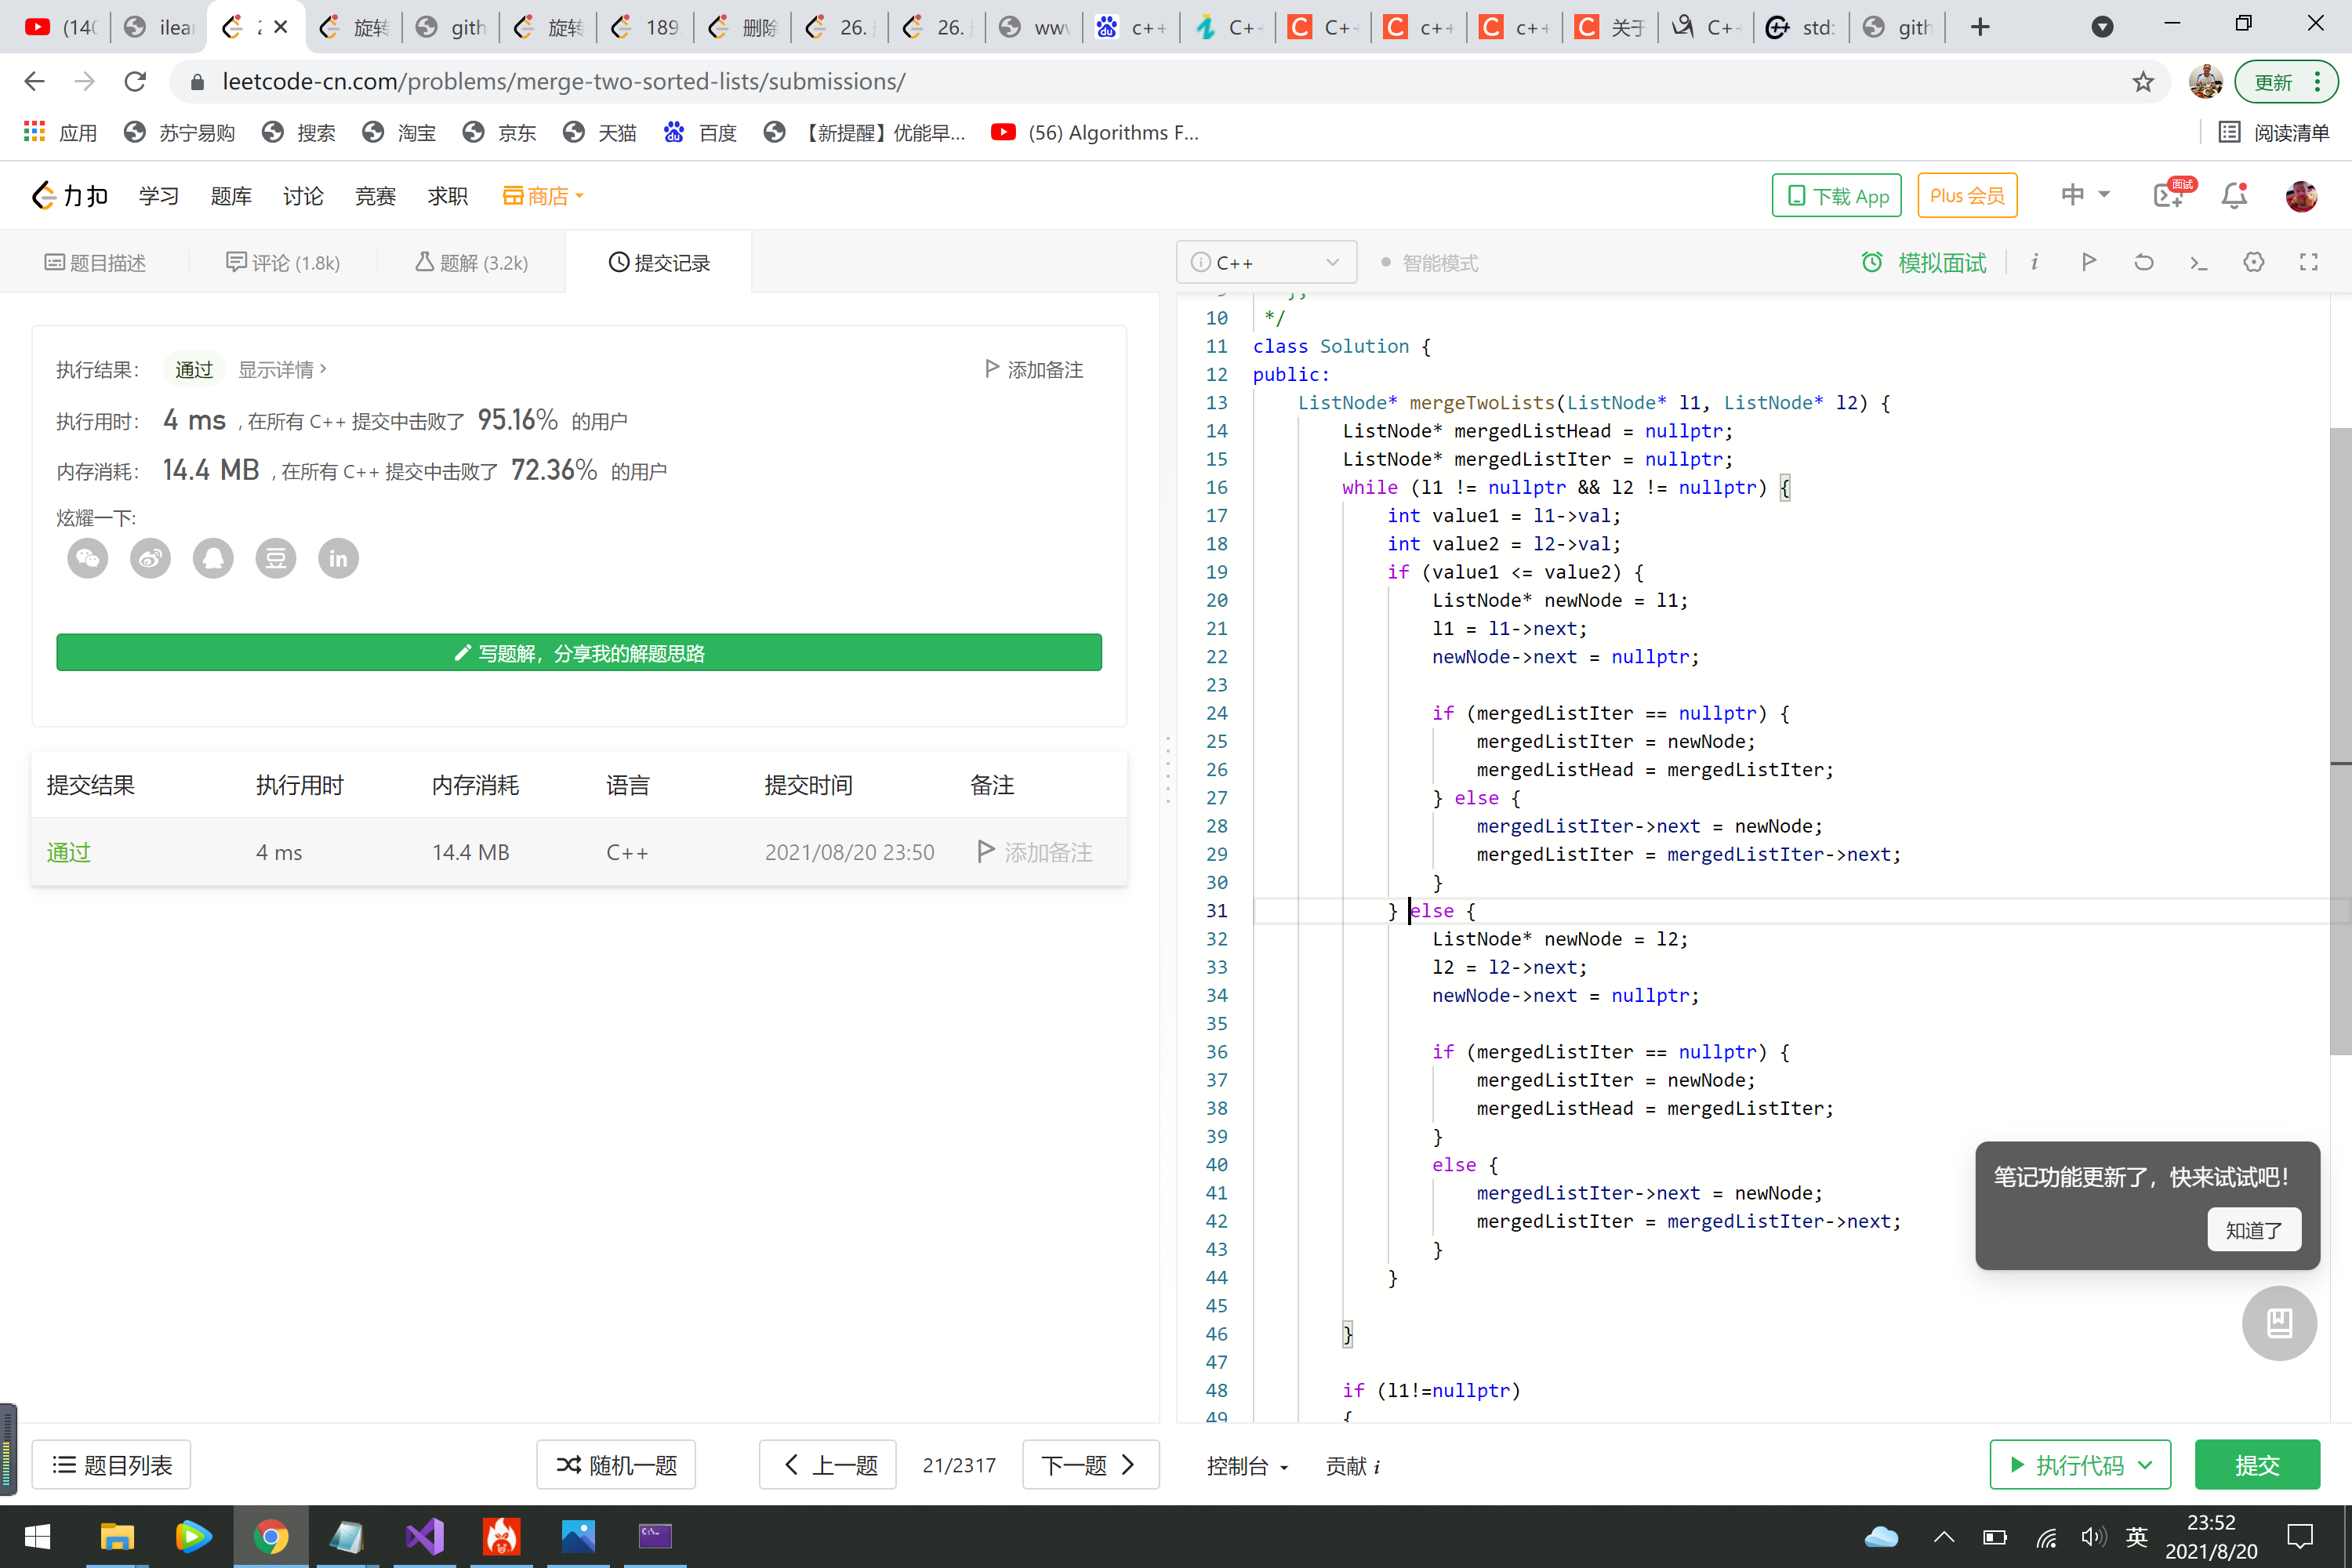 (140
ilear
2
旋转
gith
旋转
189.
删除
26.
26.
www
c++
C++
C++
c++
c++
关于
C++
std:
gith
leetcode-cn.com/problems/merge-two-sorted-lists/submissions/
更新
应用 苏宁易购 搜索 淘宝 京东 天猫 百度 【新提醒】优能早... (56) Algorithms F... 阅读清单
力扣 学习 题库 讨论 竞赛 求职 商店 下载 App Plus 会员 中 面试
题目描述 评论 (1.8k) 题解 (3.2k) 提交记录
C++ 智能模式 模拟面试
执行结果： 通过 显示详情 › 添加备注
执行用时： 4 ms , 在所有 C++ 提交中击败了 95.16% 的用户
内存消耗： 14.4 MB , 在所有 C++ 提交中击败了 72.36% 的用户
炫耀一下:
写题解，分享我的解题思路
提交结果 执行用时 内存消耗 语言 提交时间 备注
通过 4 ms 14.4 MB C++ 2021/08/20 23:50 添加备注
9 };
10 */
11 class Solution {
12 public:
13 ListNode* mergeTwoLists(ListNode* l1, ListNode* l2) {
14 ListNode* mergedListHead = nullptr;
15 ListNode* mergedListIter = nullptr;
16 while (l1 != nullptr && l2 != nullptr) {
17 int value1 = l1->val;
18 int value2 = l2->val;
19 if (value1 <= value2) {
20 ListNode* newNode = l1;
21 l1 = l1->next;
22 newNode->next = nullptr;
23
24 if (mergedListIter == nullptr) {
25 mergedListIter = newNode;
26 mergedListHead = mergedListIter;
27 } else {
28 mergedListIter->next = newNode;
29 mergedListIter = mergedListIter->next;
30 }
31 } else {
32 ListNode* newNode = l2;
33 l2 = l2->next;
34 newNode->next = nullptr;
35
36 if (mergedListIter == nullptr) {
37 mergedListIter = newNode;
38 mergedListHead = mergedListIter;
39 }
40 else {
41 mergedListIter->next = newNode;
42 mergedListIter = mergedListIter->next;
43 }
44 }
45
46 }
47
48 if (l1!=nullptr)
49 {
笔记功能更新了，快来试试吧！
知道了
题目列表 随机一题 上一题 21/2317 下一题 控制台 贡献 i 执行代码 提交
英
23:52
2021/8/20